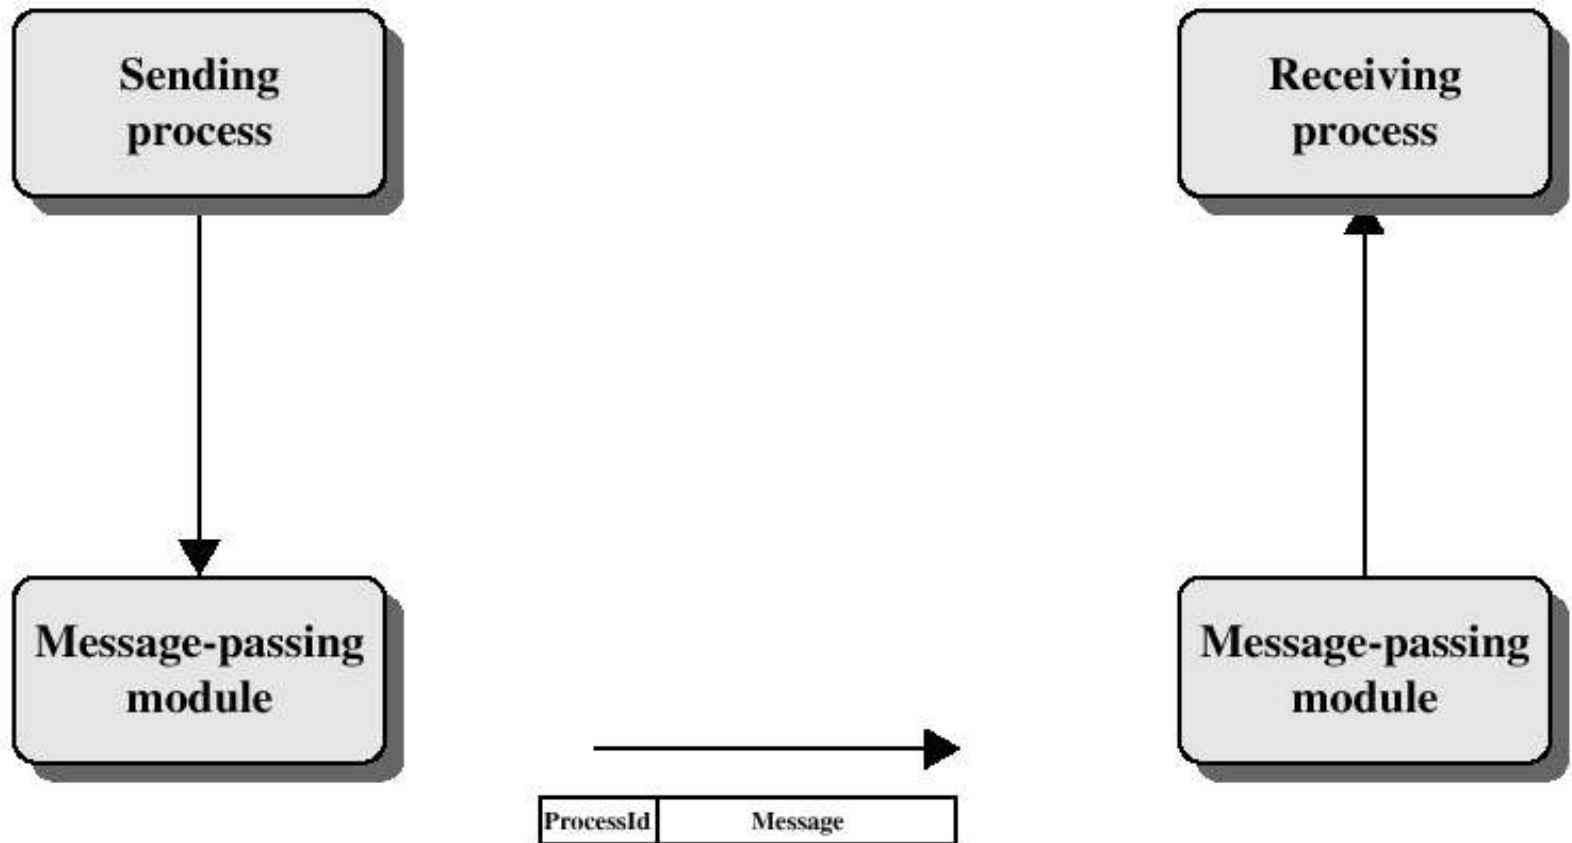 Sending
process
Receiving
process
Message-passing
module
Message-passing
module
ProcessId Message